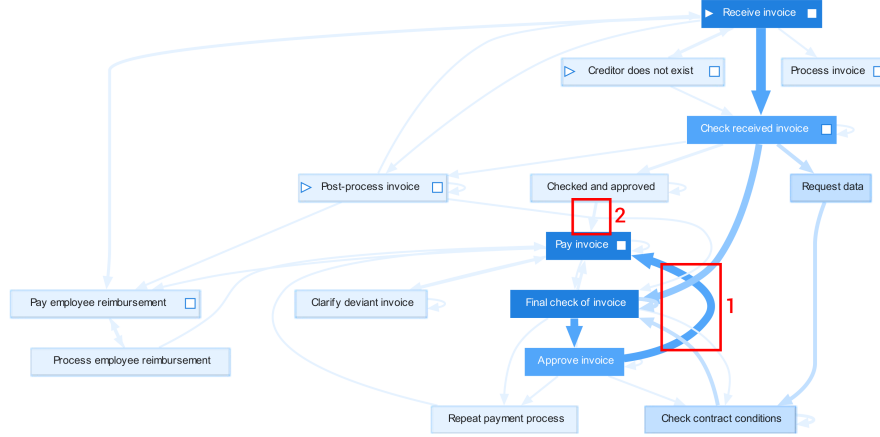 Receive invoice
Creditor does not exist
Process invoice
Check received invoice
Post-process invoice
Checked and approved
Request data
2
Pay invoice
Pay employee reimbursement
Clarify deviant invoice
Final check of invoice
1
Process employee reimbursement
Approve invoice
Repeat payment process
Check contract conditions